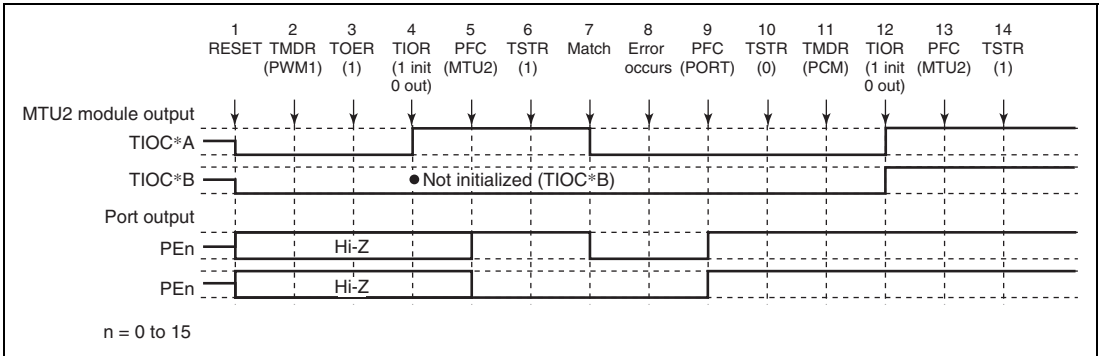 1 2 3 4 5 6 7 8 9 10 11 12 13 14
RESET TMDR TOER TIOR PFC TSTR Match Error PFC TSTR TMDR TIOR PFC TSTR
(PWM1) (1) (1 init (MTU2) (1) occurs (PORT) (0) (PCM) (1 init (MTU2) (1)
0 out) 0 out)
MTU2 module output
TIOC*A
TIOC*B ● Not initialized (TIOC*B)
Port output
PEn Hi-Z
PEn Hi-Z
n = 0 to 15